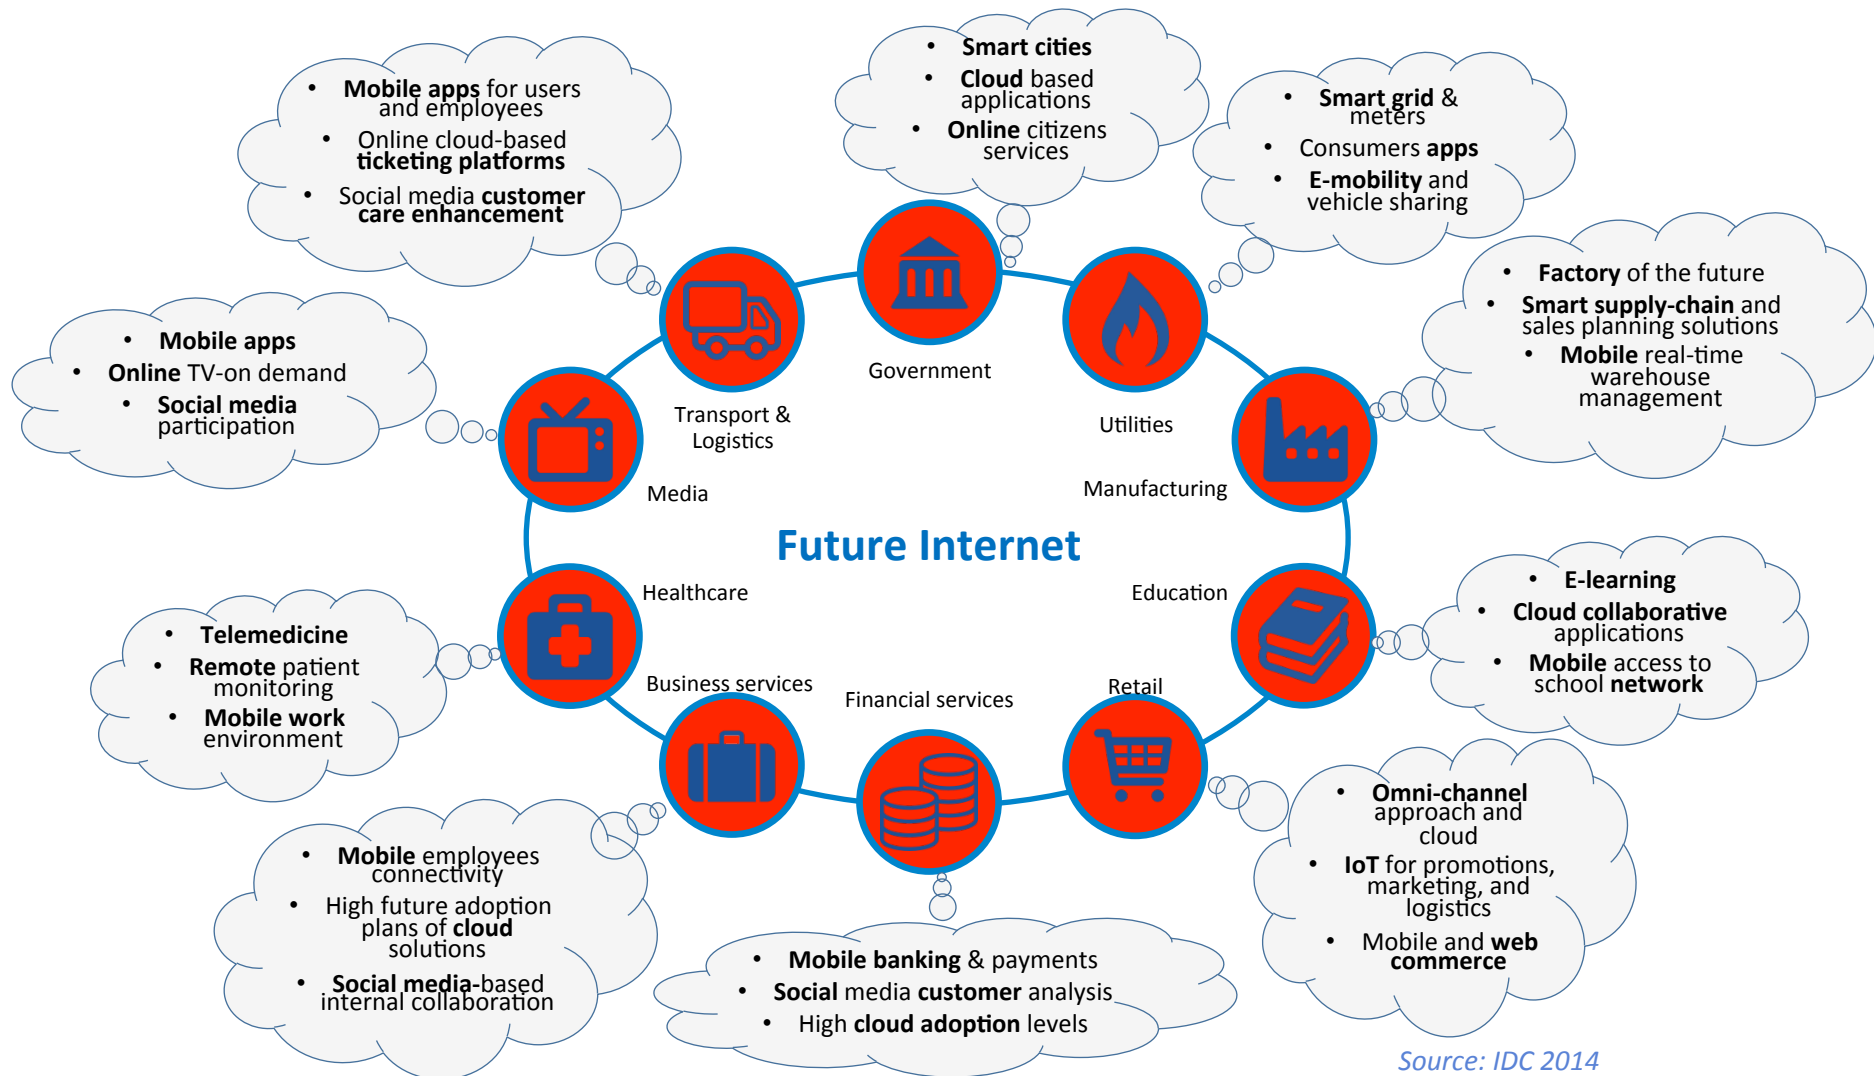 • Smart cities
• Cloud based
applications
• Online citizens
services
• Mobile apps for users
and employees
• Online cloud-based
ticketing platforms
• Social media customer
care enhancement
• Smart grid &
meters
• Consumers apps
• E-mobility and
vehicle sharing
• Factory of the future
• Smart supply-chain and
sales planning solutions
• Mobile real-time
warehouse
management
• Mobile apps
• Online TV-on demand
• Social media
participation
Government
Transport &
Logistics
Utilities
Media
Manufacturing
Future Internet
Healthcare
Education
• E-learning
• Cloud collaborative
applications
• Mobile access to
school network
• Telemedicine
• Remote patient
monitoring
• Mobile work
environment
Business services
Financial services
Retail
• Omni-channel
approach and
cloud
• IoT for promotions,
marketing, and
logistics
• Mobile and web
commerce
• Mobile employees
connectivity
• High future adoption
plans of cloud
solutions
• Social media-based
internal collaboration
• Mobile banking & payments
• Social media customer analysis
• High cloud adoption levels
Source: IDC 2014